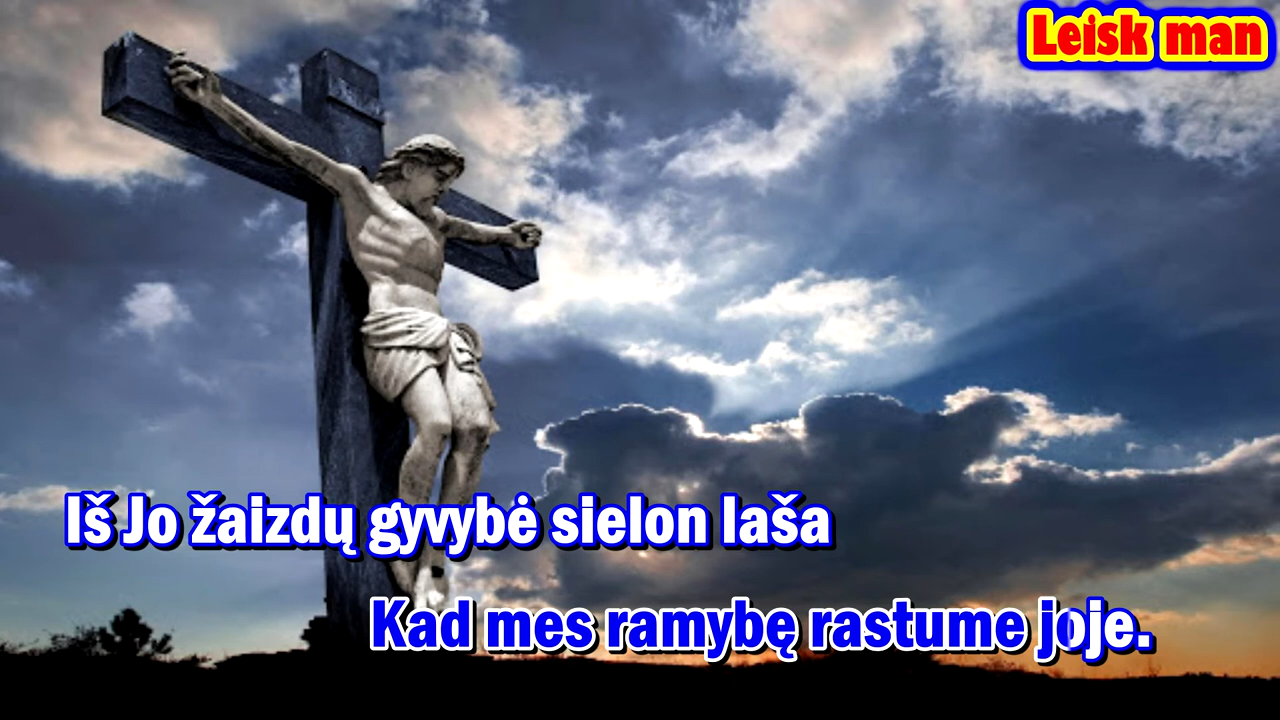 Leisk man
Iš Jo žaizdų gyvybė sielon laša
Kad mes ramybę rastume joje.